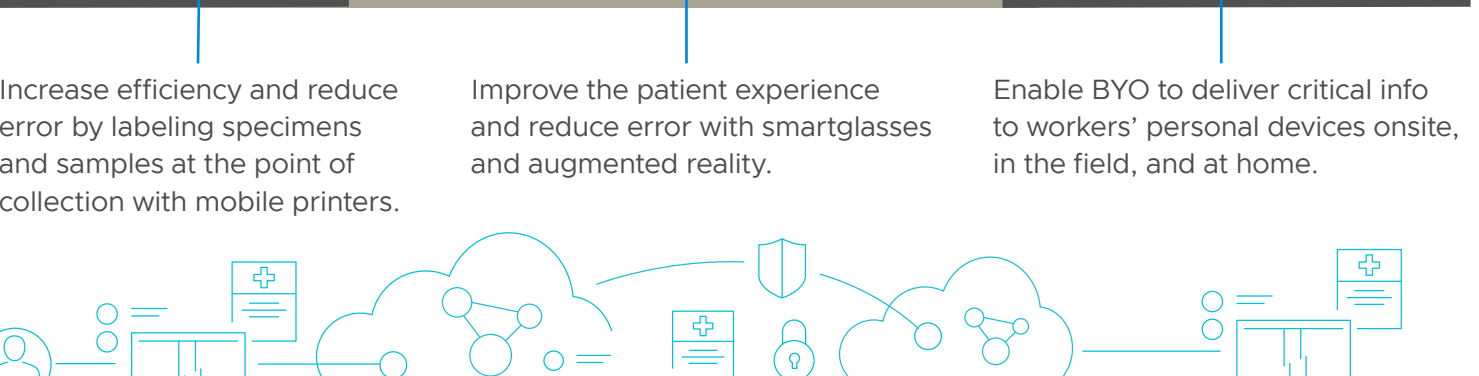 Increase efficiency and reduce
error by labeling specimens
and samples at the point of
collection with mobile printers.
Improve the patient experience
and reduce error with smartglasses
and augmented reality.
Enable BYO to deliver critical info
to workers’ personal devices onsite,
in the field, and at home.